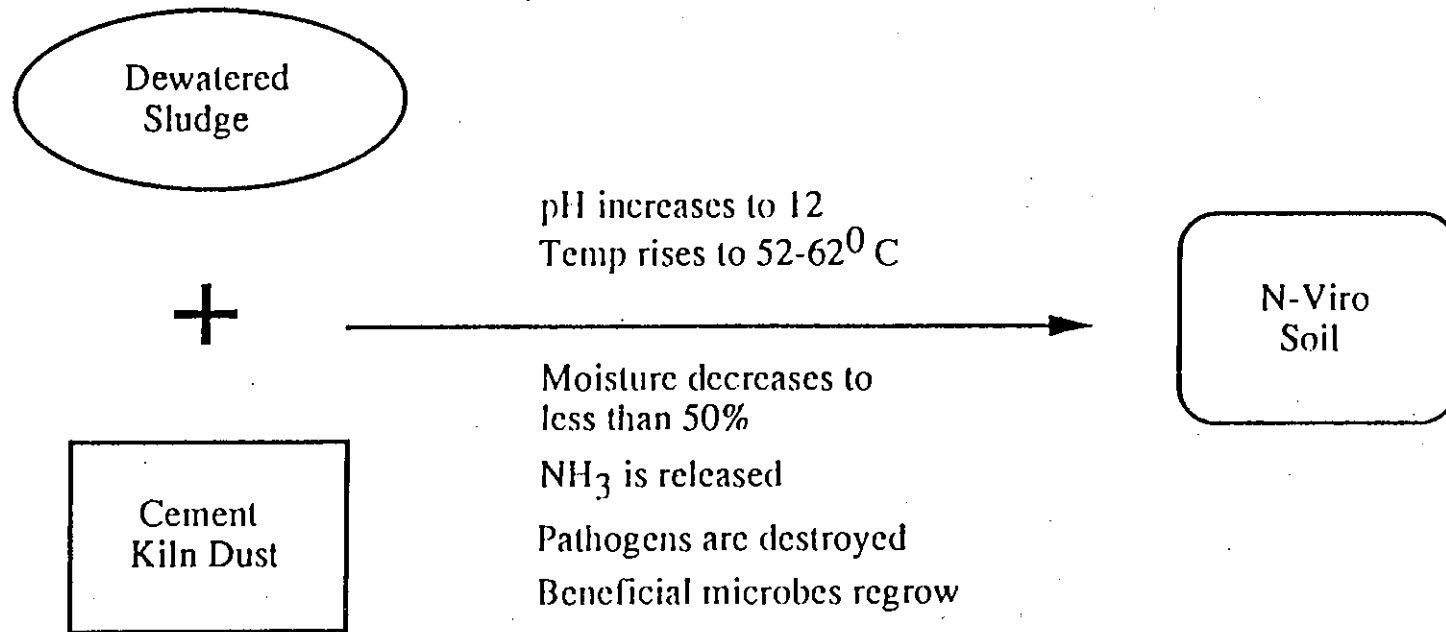 Dewatered
Sludge
+
Cement
Kiln Dust
pH increases to 12
Temp rises to 52-62⁰ C
Moisture decreases to
less than 50%
NH₃ is released
Pathogens are destroyed
Beneficial microbes regrow
N-Viro
Soil